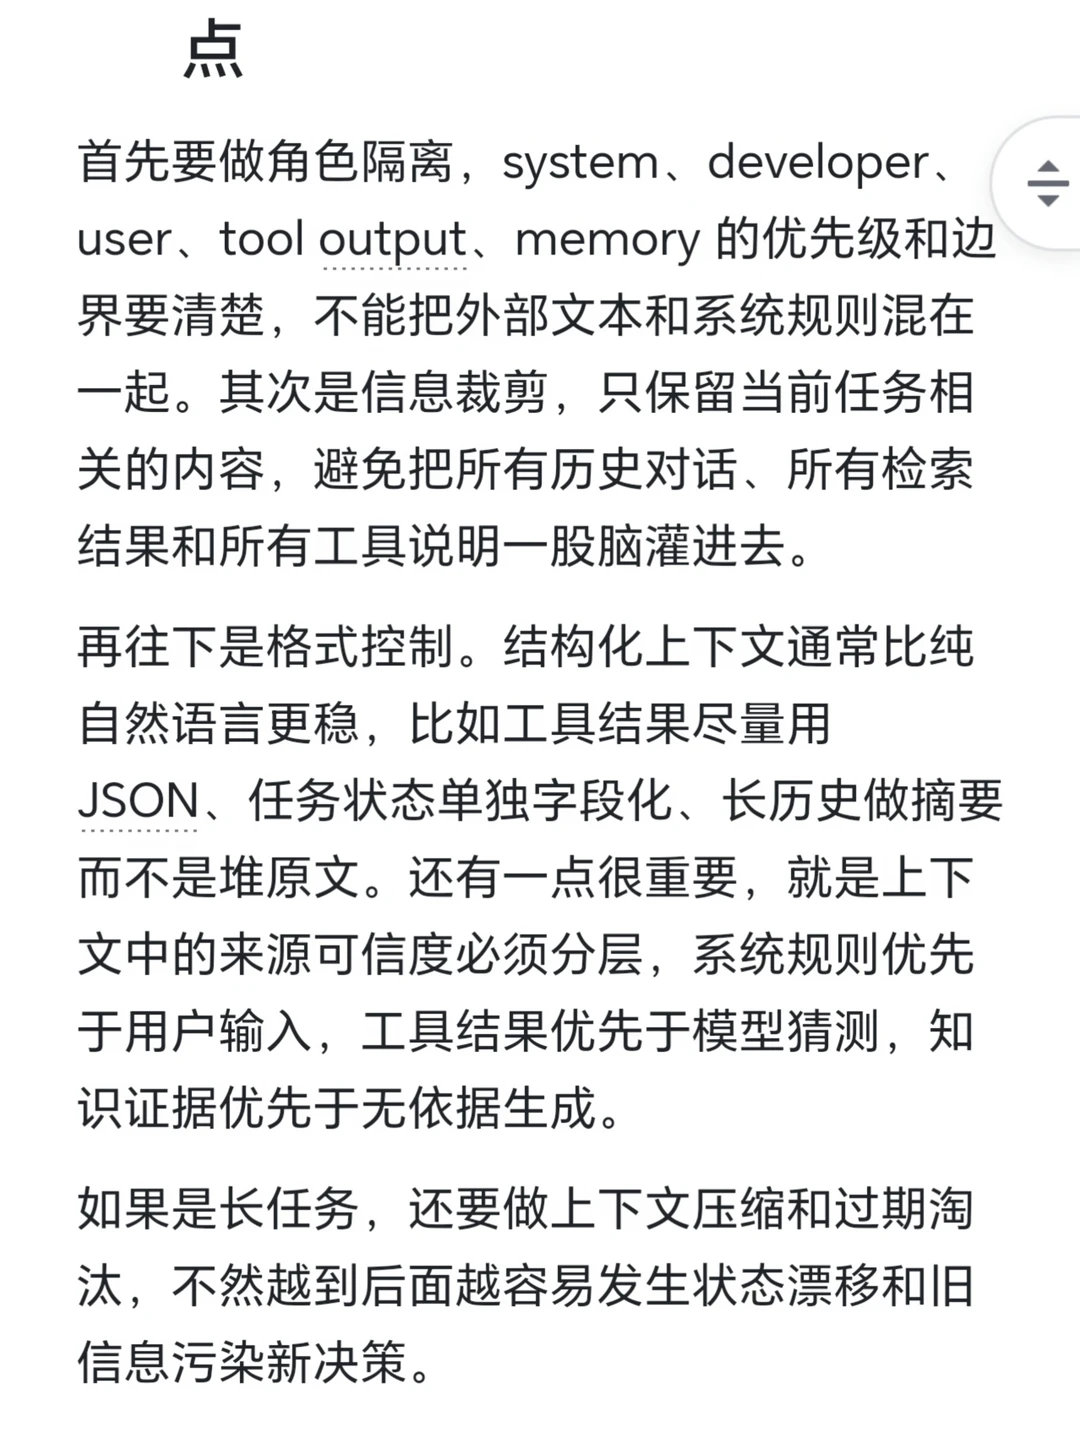 点
首先要做角色隔离，system、developer、
user、tool output、memory 的优先级和边
界要清楚，不能把外部文本和系统规则混在
一起。其次是信息裁剪，只保留当前任务相
关的内容，避免把所有历史对话、所有检索
结果和所有工具说明一股脑灌进去。
再往下是格式控制。结构化上下文通常比纯
自然语言更稳，比如工具结果尽量用
JSON、任务状态单独字段化、长历史做摘要
而不是堆原文。还有一点很重要，就是上下
文中的来源可信度必须分层，系统规则优先
于用户输入，工具结果优先于模型猜测，知
识证据优先于无依据生成。
如果是长任务，还要做上下文压缩和过期淘
汰，不然越到后面越容易发生状态漂移和旧
信息污染新决策。